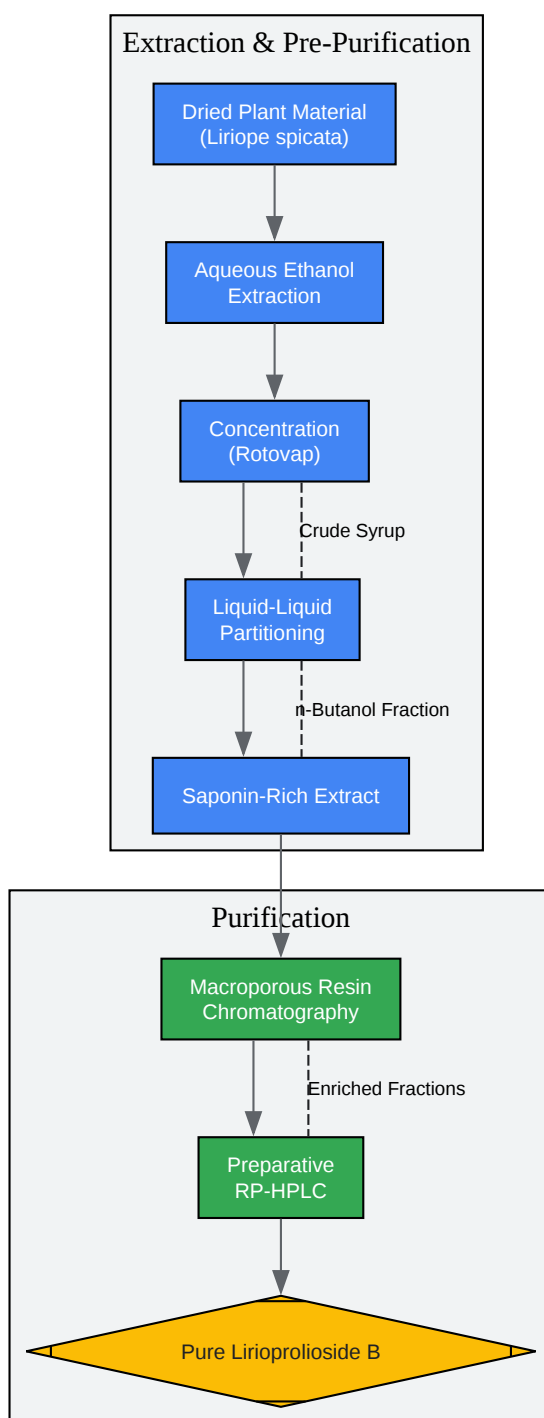 Extraction & Pre-Purification
Dried Plant Material
(Liriope spicata)
Aqueous Ethanol
Extraction
Concentration
(Rotovap)
Crude Syrup
Liquid-Liquid
Partitioning
n-Butanol Fraction
Saponin-Rich Extract
Purification
Macroporous Resin
Chromatography
Enriched Fractions
Preparative
RP-HPLC
Pure Lirioprolioside B